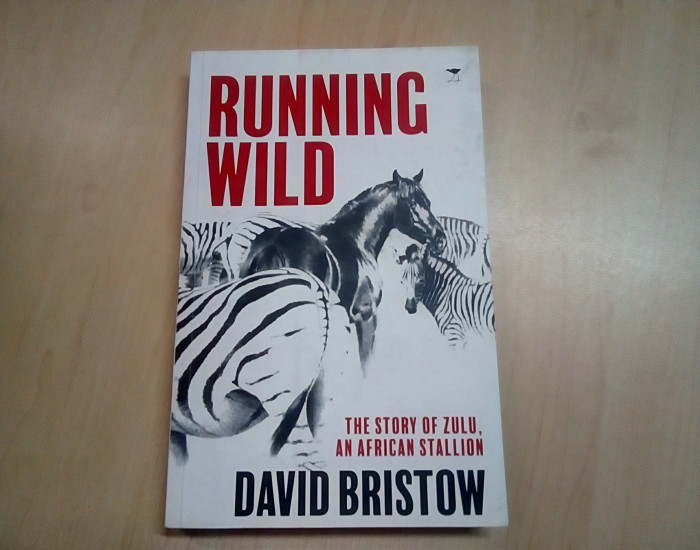 RUNNING
WILD
THE STORY OF ZULU,
AN AFRICAN STALLION
DAVID BRISTOW